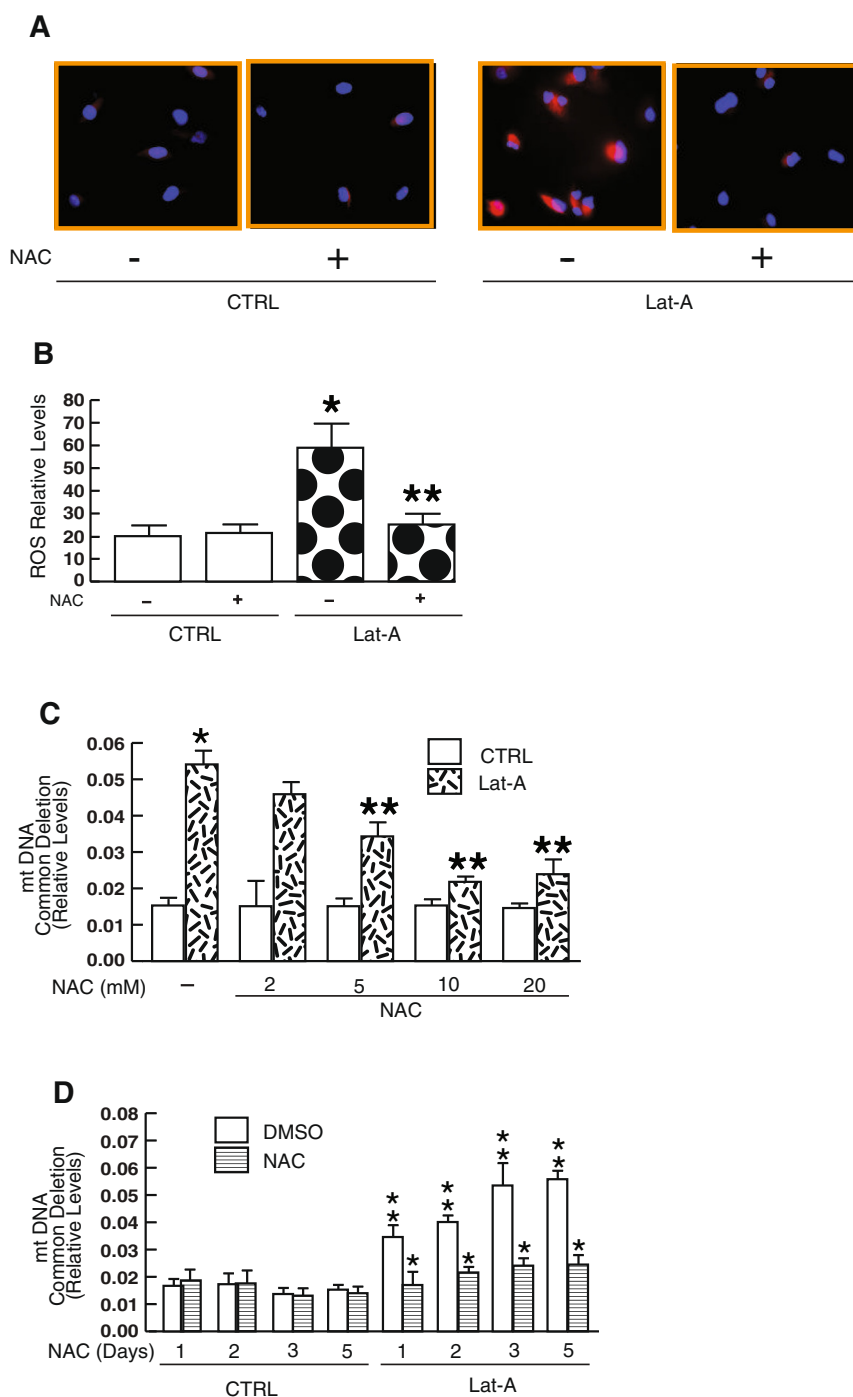 A
NAC - + - +
CTRL Lat-A
B
ROS Relative Levels
80
70
60
50
40
30
20
10
0
* **
NAC - + - +
CTRL Lat-A
C
mt DNA
Common Deletion
(Relative Levels)
0.06
0.05
0.04
0.03
0.02
0.01
0.00
* ** ** **
CTRL
Lat-A
NAC (mM) - 2 5 10 20
NAC
D
mt DNA
Common Deletion
(Relative Levels)
0.08
0.07
0.06
0.05
0.04
0.03
0.02
0.01
0.00
DMSO
NAC
** * ** * ** * ** *
NAC (Days) 1 2 3 5 1 2 3 5
CTRL Lat-A